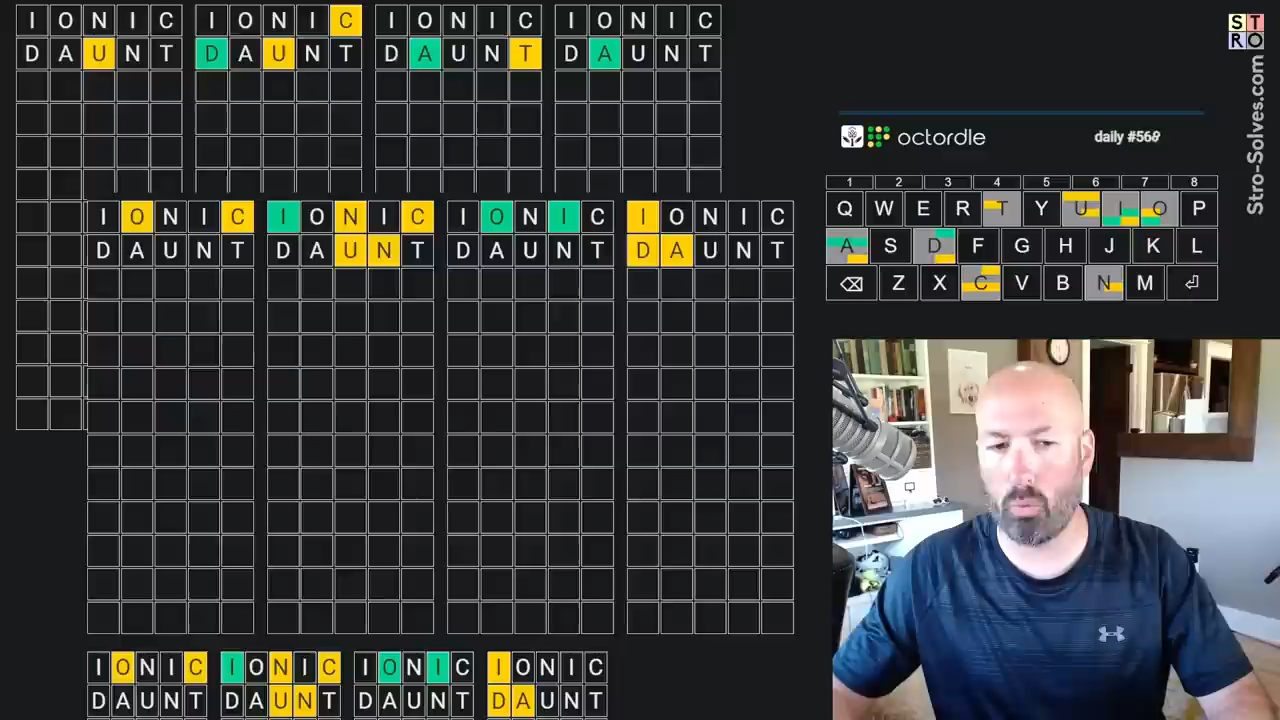 IONIC IONIC IONIC IONIC
DAUNT DAUNT DAUNT DAUNT
IONIC IONIC IONIC IONIC
DAUNT DAUNT DAUNT DAUNT
IONIC IONIC IONIC IONIC
DAUNT DAUNT DAUNT DAUNT
STRO
Stro-Solves.com
octordle
daily #568
1 2 3 4 5 6 7 8
Q W E R T Y U I O P
A S D F G H J K L
⌫ Z X C V B N M ⏎